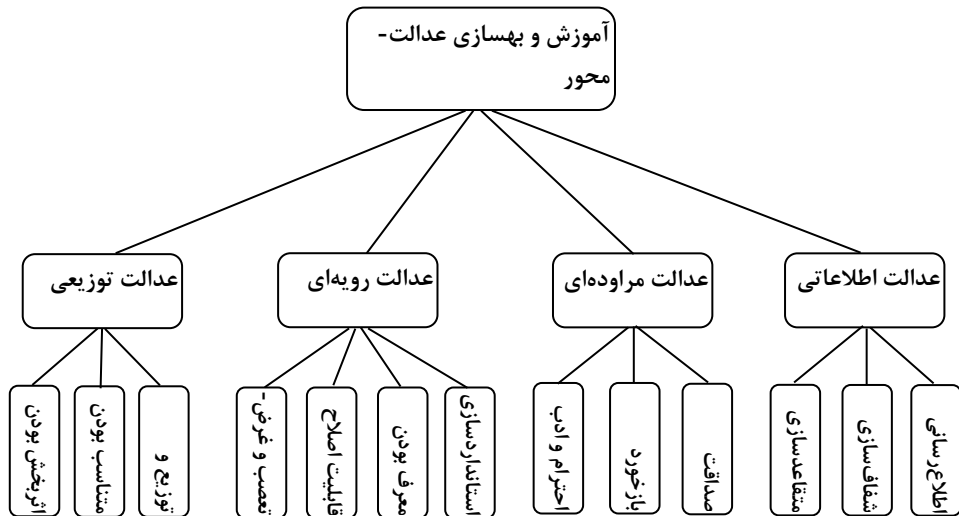 آموزش و بهسازی عدالت-
محور
عدالت اطلاعاتی
عدالت مراوده‌ای
عدالت رویه‌ای
عدالت توزیعی
اطلاع‌رسانی
شفاف‌سازی
متقاعدسازی
صداقت
بازخورد
احترام و ادب
استانداردسازی
معرف بودن
قابلیت اصلاح
تعصب و غرض-
توزیع و
متناسب بودن
اثربخش بودن